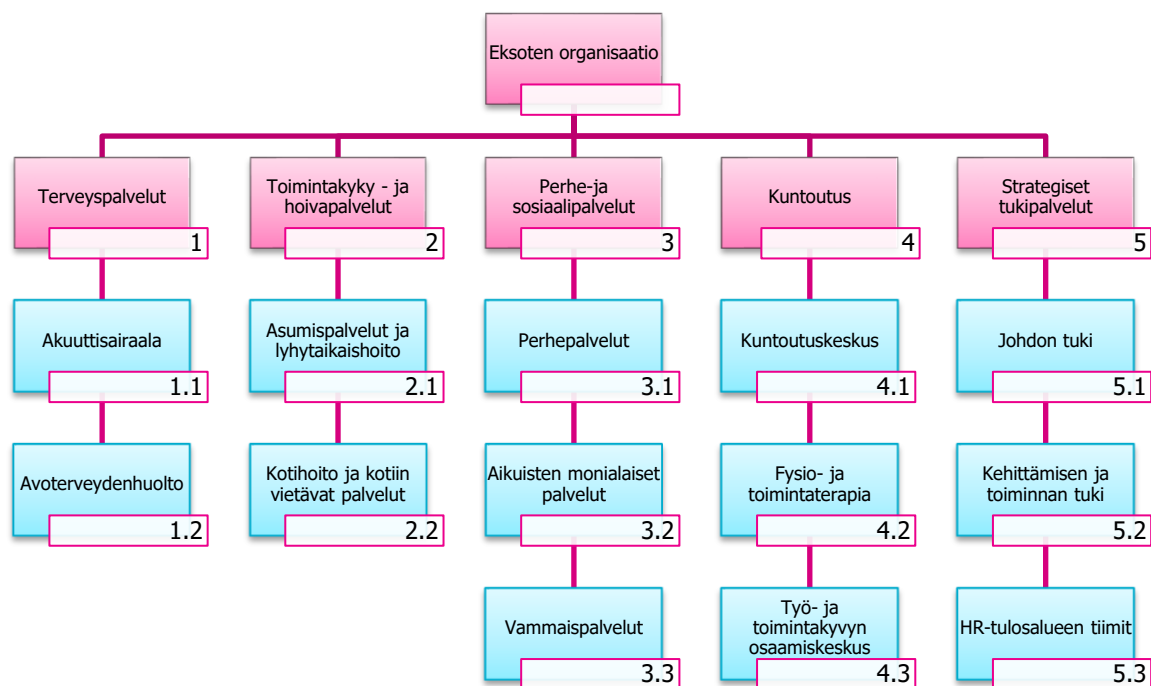 Eksoten organisaatio
Terveyspalvelut
1
Toimintakyky - ja
hoivapalvelut
2
Perhe-ja
sosiaalipalvelut
3
Kuntoutus
4
Strategiset
tukipalvelut
5
Akuuttisairaala
1.1
Asumispalvelut ja
lyhytaikaishoito
2.1
Perhepalvelut
3.1
Kuntoutuskeskus
4.1
Johdon tuki
5.1
Avoterveydenhuolto
1.2
Kotihoito ja kotiin
vietävat palvelut
2.2
Aikuisten monialaiset
palvelut
3.2
Fysio- ja
toimintaterapia
4.2
Kehittämisen ja
toiminnan tuki
5.2
Vammaispalvelut
3.3
Työ- ja
toimintakyvyn
osaamiskeskus
4.3
HR-tulosalueen tiimit
5.3